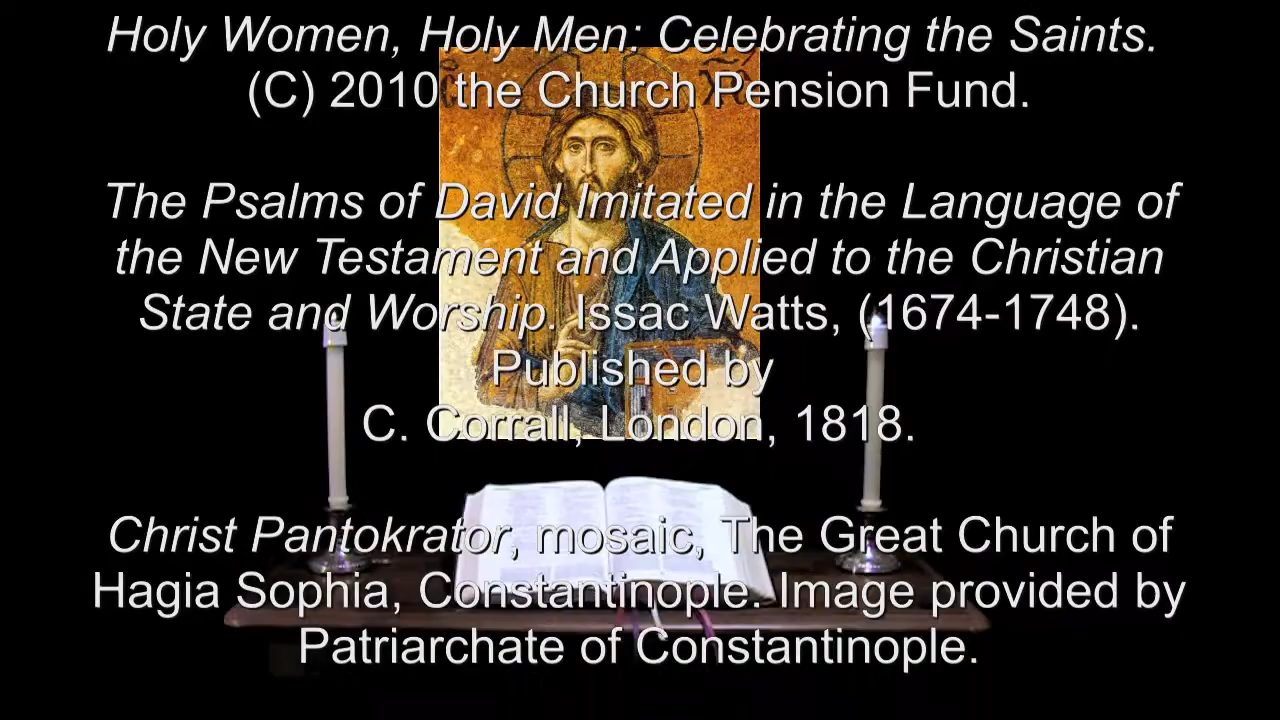 Holy Women, Holy Men: Celebrating the Saints.
(C) 2010 the Church Pension Fund.
The Psalms of David Imitated in the Language of
the New Testament and Applied to the Christian
State and Worship. Issac Watts, (1674-1748).
Published by
C. Corrall, London, 1818.
Christ Pantokrator, mosaic, The Great Church of
Hagia Sophia, Constantinople. Image provided by
Patriarchate of Constantinople.